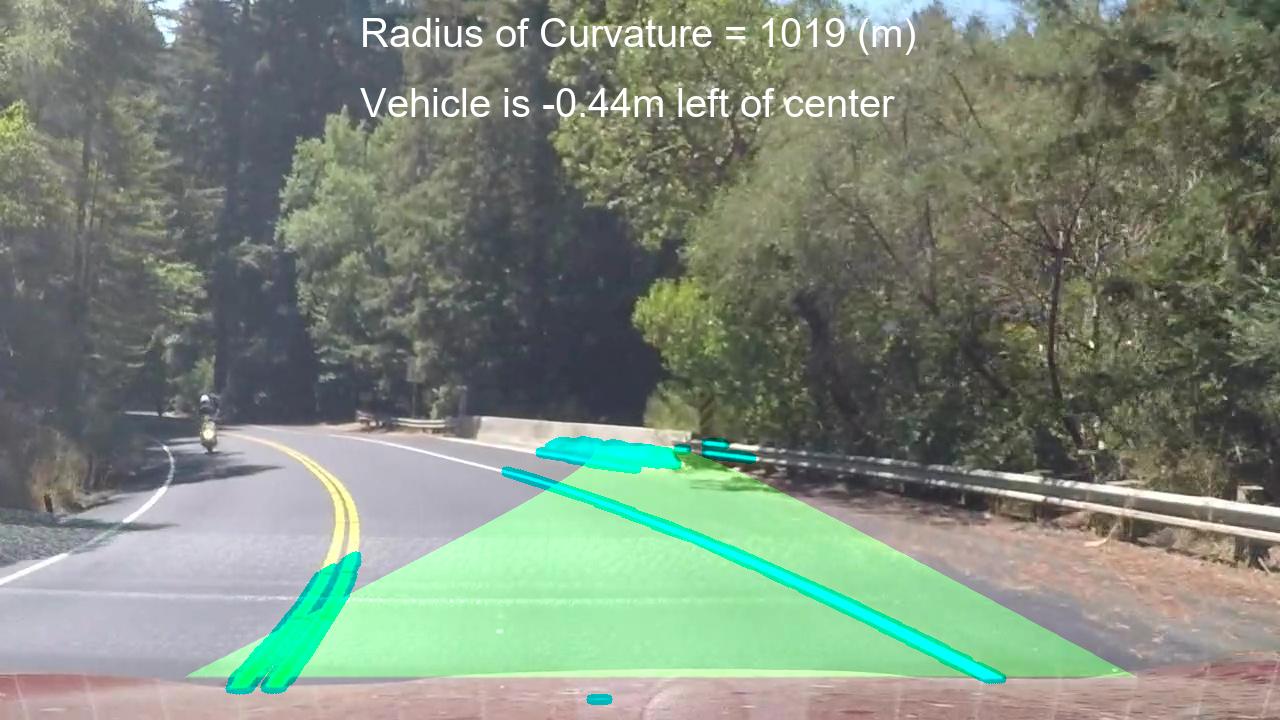 Radius of Curvature = 1019 (m)
Vehicle is -0.44m left of center